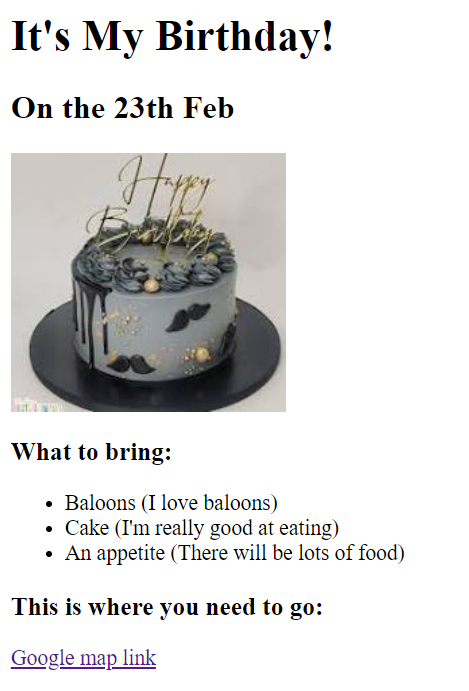 It's My Birthday!
On the 23th Feb
Happy
Birthday
What to bring:
Baloons (I love baloons)
Cake (I'm really good at eating)
An appetite (There will be lots of food)
This is where you need to go:
Google map link